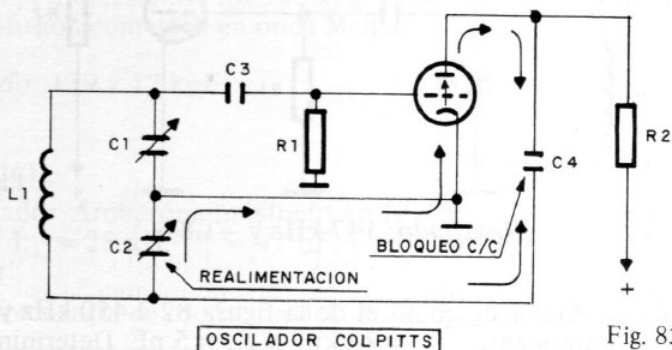 C3
C1
R1
C4
R2
L1
C2
BLOQUEO C/C
REALIMENTACION
+
OSCILADOR COLPITTS
Fig. 8